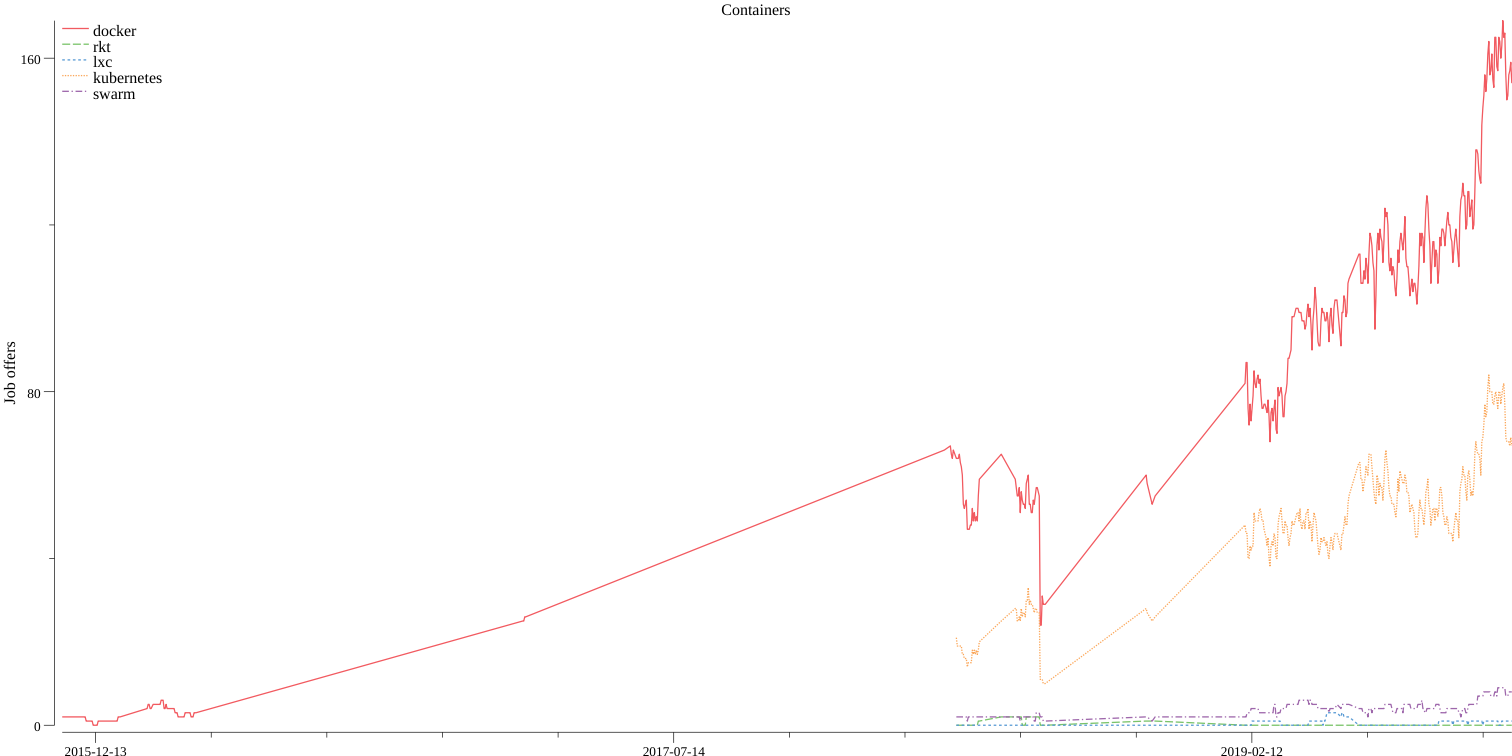 Containers
docker
rkt
lxc
kubernetes
swarm
160
80
0
Job offers
2015-12-13
2017-07-14
2019-02-12